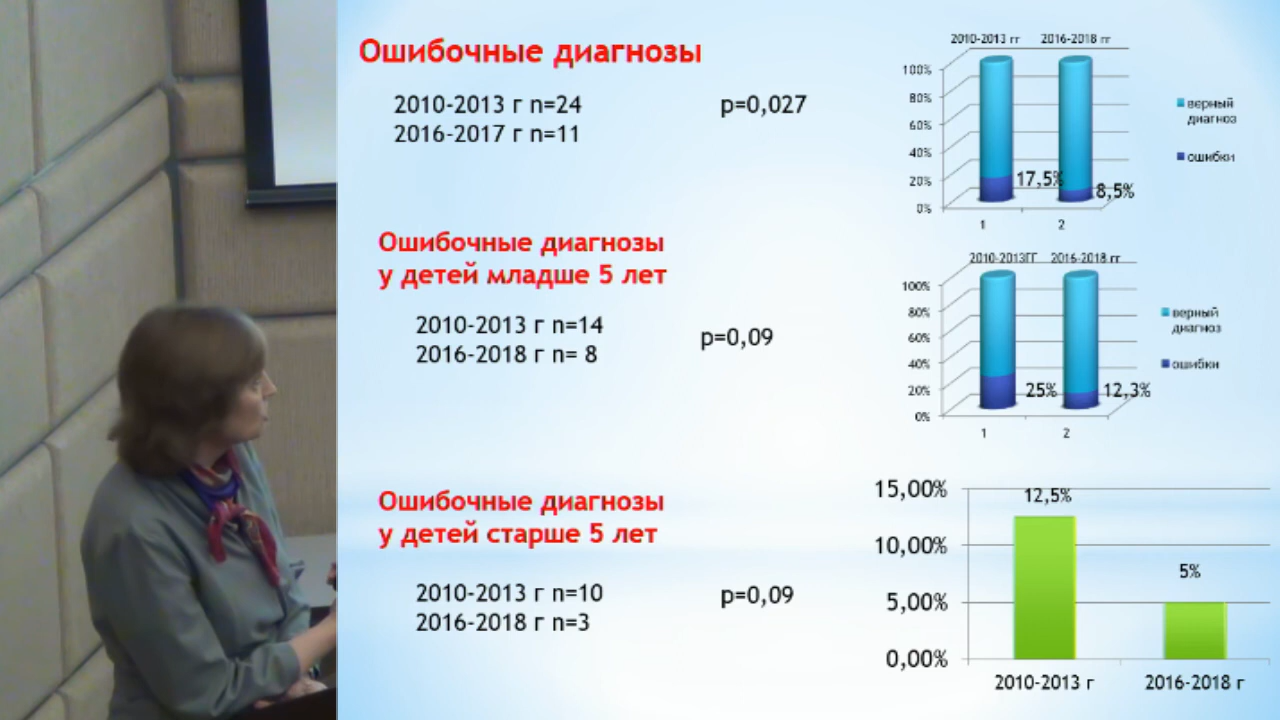 Ошибочные диагнозы
2010-2013 г n=24
2016-2017 г n=11
p=0,027
2010-2013 гг 2016-2018 гг
100%
80%
60%
40%
20%
0%
17,5%
8,5%
1 2
верный
диагноз
ошибки
Ошибочные диагнозы
у детей младше 5 лет
2010-2013 г n=14
2016-2018 г n= 8
p=0,09
2010-2013ГГ 2016-2018 гг
100%
80%
60%
40%
20%
0%
25%
12,3%
1 2
верный
диагноз
ошибки
Ошибочные диагнозы
у детей старше 5 лет
2010-2013 г n=10
2016-2018 г n=3
p=0,09
15,00%
10,00%
5,00%
0,00%
12,5%
5%
2010-2013 г 2016-2018 г